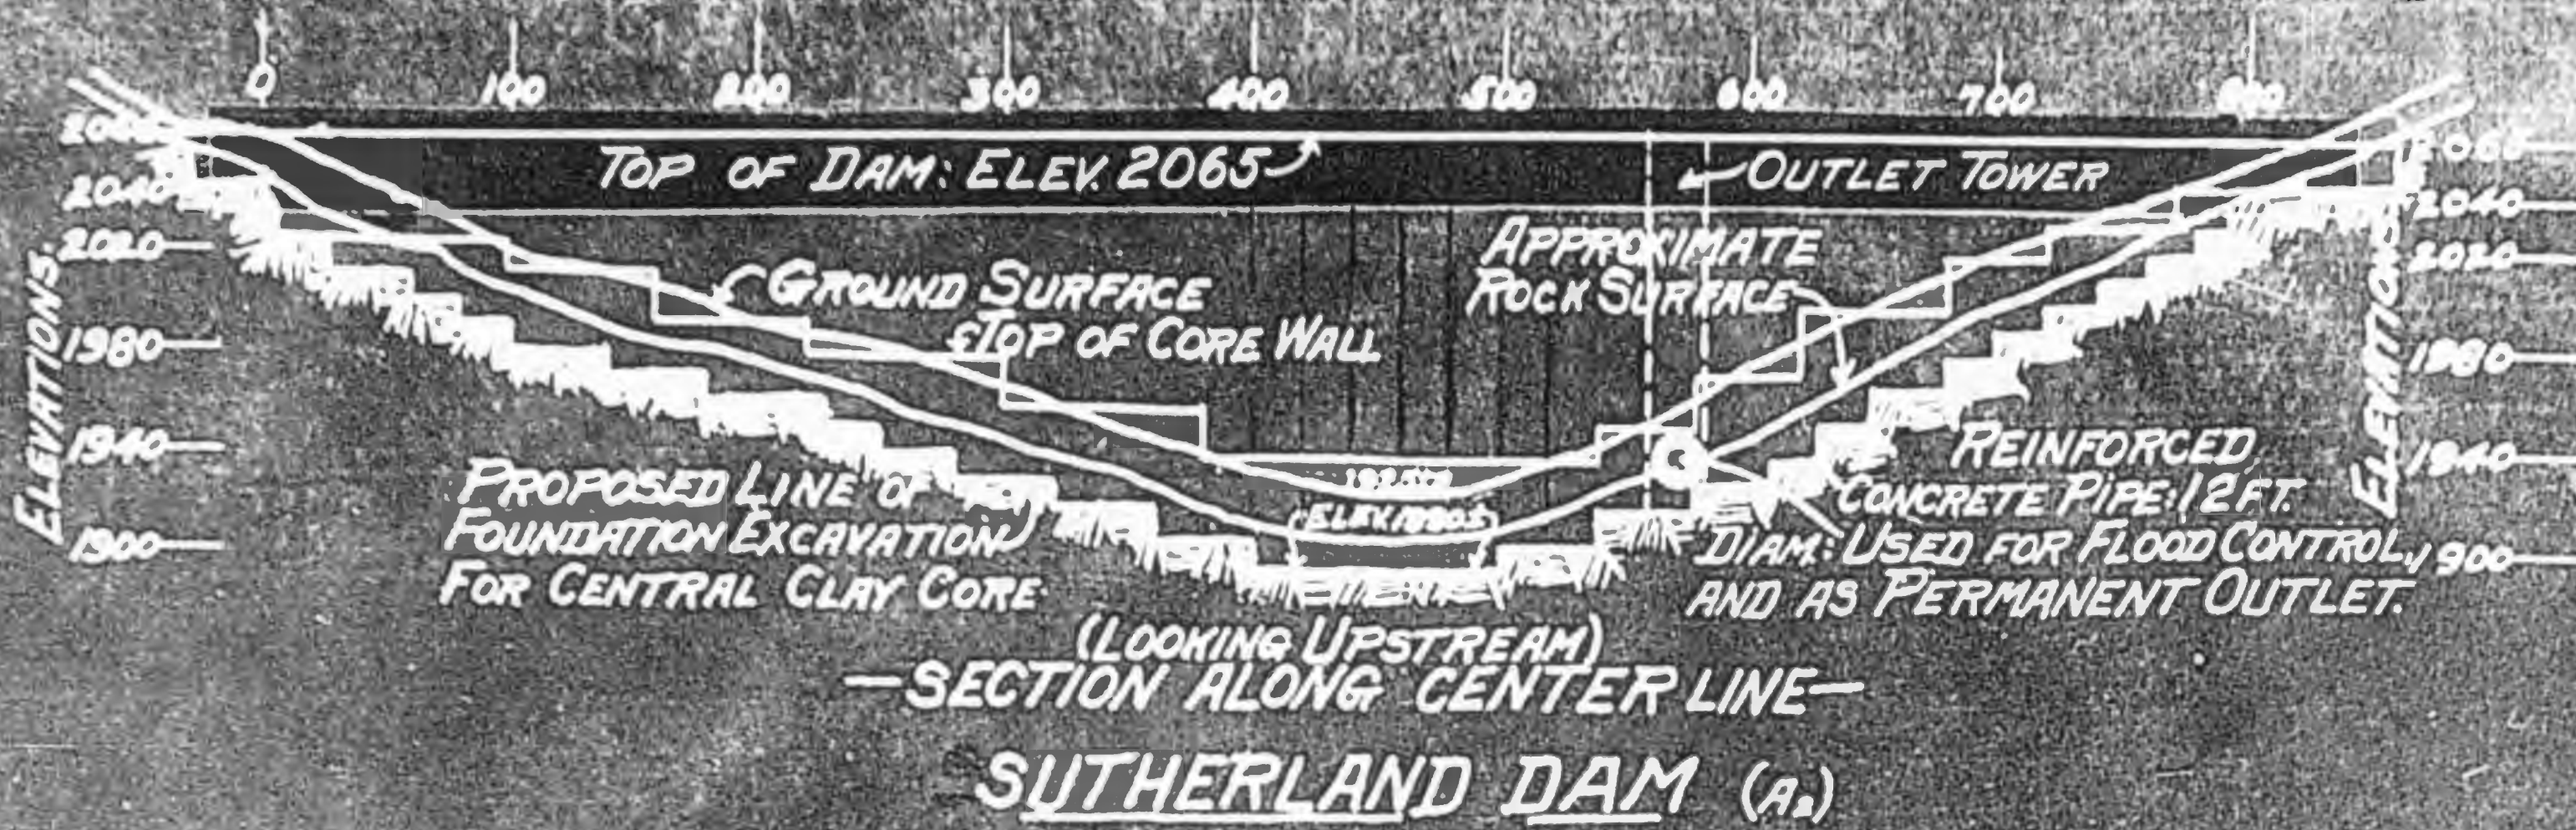 0 100 200 300 400 500 600 700 800
TOP OF DAM: ELEV. 2065
OUTLET TOWER
2040
2020
1980
1940
1900
ELEVATIONS.
GROUND SURFACE
TOP OF CORE WALL
APPROXIMATE
ROCK SURFACE
2040
2020
1980
1940
1900
ELEVATIONS
PROPOSED LINE OF
FOUNDATION EXCAVATION
FOR CENTRAL CLAY CORE
REINFORCED
CONCRETE PIPE: 12 FT.
DIAM.: USED FOR FLOOD CONTROL,
AND AS PERMANENT OUTLET.
(LOOKING UPSTREAM)
—SECTION ALONG CENTER LINE—
SUTHERLAND DAM